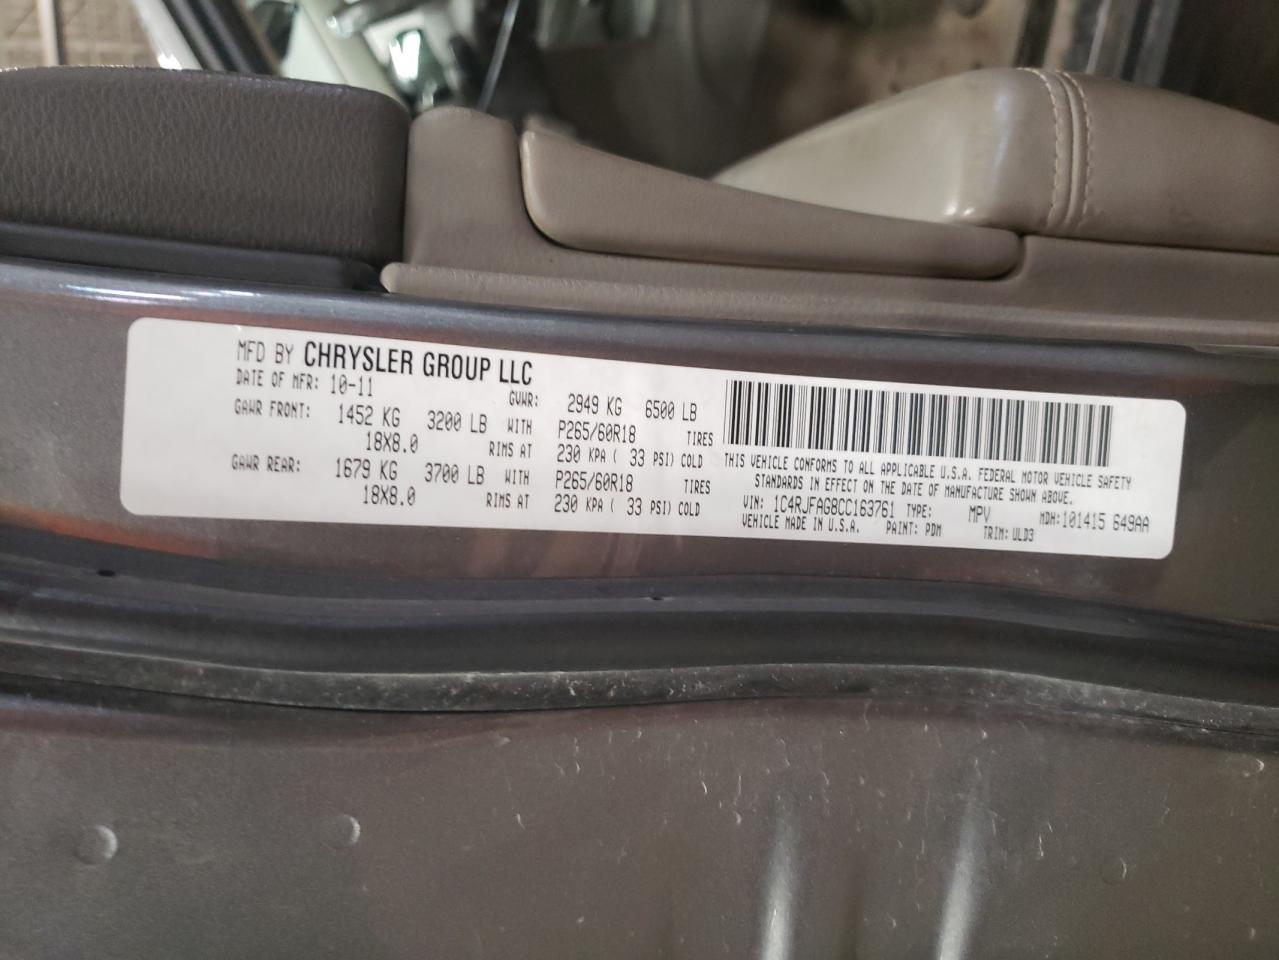 MFD BY CHRYSLER GROUP LLC
DATE OF MFR: 10-11 GVWR: 2949 KG 6500 LB
GAWR FRONT: 1452 KG 3200 LB WITH P265/60R18 TIRES
18X8.0 RIMS AT 230 KPA ( 33 PSI) COLD
GAWR REAR: 1679 KG 3700 LB WITH P265/60R18 TIRES
18X8.0 RIMS AT 230 KPA ( 33 PSI) COLD
THIS VEHICLE CONFORMS TO ALL APPLICABLE U.S.A. FEDERAL MOTOR VEHICLE SAFETY
STANDARDS IN EFFECT ON THE DATE OF MANUFACTURE SHOWN ABOVE.
VIN: 1C4RJFAG8CC163761 TYPE: MPV MDH:101415 649AA
VEHICLE MADE IN U.S.A. PAINT: PDM TRIM: ULD3